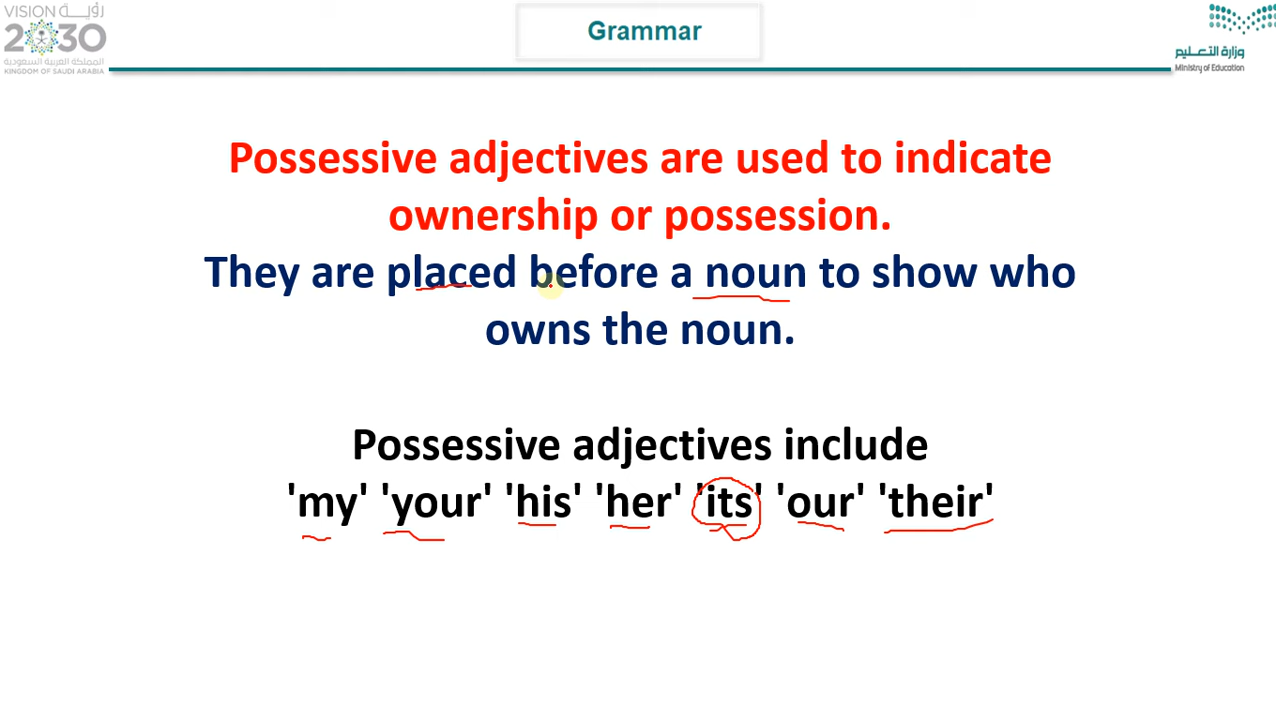 VISION رؤيـــة
2030
المملكة العربية السعودية
KINGDOM OF SAUDI ARABIA
Grammar
وزارة التعليم
Ministry of Education
Possessive adjectives are used to indicate
ownership or possession.
They are placed before a noun to show who
owns the noun.
Possessive adjectives include
'my' 'your' 'his' 'her' 'its' 'our' 'their'